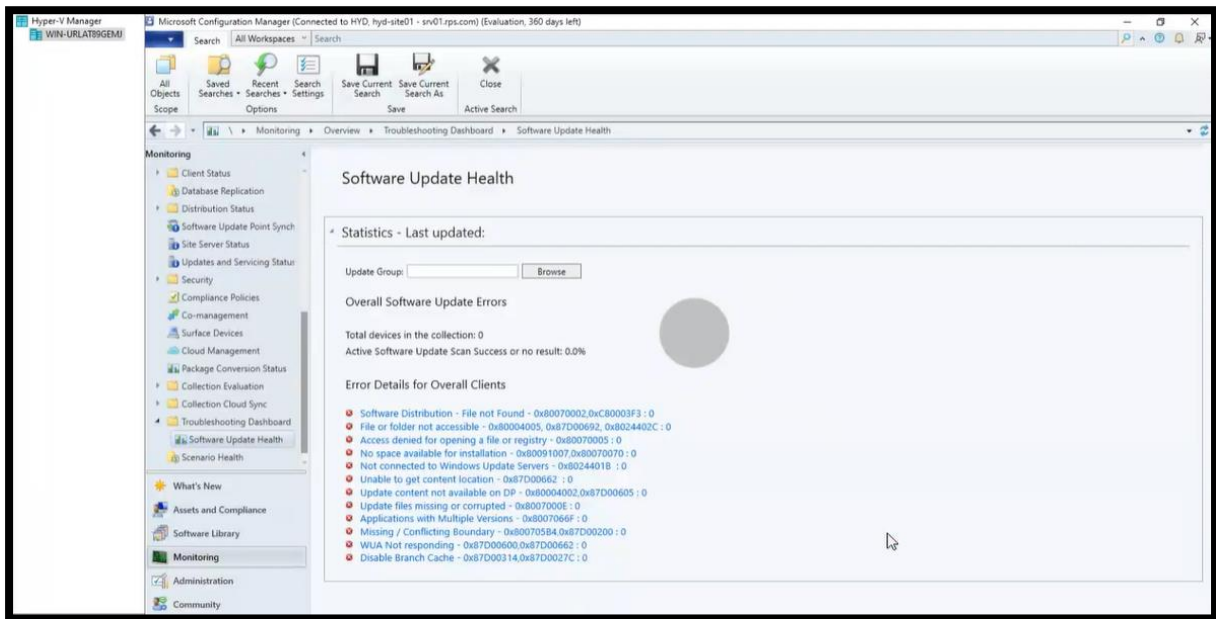 Hyper-V Manager
WIN-URLAT89GEMJ
Microsoft Configuration Manager (Connected to HYD, hyd-site01 - srv01.rps.com) (Evaluation, 360 days left)
Search All Workspaces Search
All Objects
Saved Searches
Recent Searches
Search Settings
Save Current Search
Save Current Search As
Close
Scope Options Save Active Search
\ Monitoring Overview Troubleshooting Dashboard Software Update Health
Monitoring
Client Status
Database Replication
Distribution Status
Software Update Point Synch
Site Server Status
Updates and Servicing Status
Security
Compliance Policies
Co-management
Surface Devices
Cloud Management
Package Conversion Status
Collection Evaluation
Collection Cloud Sync
Troubleshooting Dashboard
Software Update Health
Scenario Health
What's New
Assets and Compliance
Software Library
Monitoring
Administration
Community
Software Update Health
Statistics - Last updated:
Update Group: Browse
Overall Software Update Errors
Total devices in the collection: 0
Active Software Update Scan Success or no result: 0.0%
Error Details for Overall Clients
Software Distribution - File not Found - 0x80070002,0xC80003F3 : 0
File or folder not accessible - 0x80004005, 0x87D00692, 0x8024402C : 0
Access denied for opening a file or registry - 0x80070005 : 0
No space available for installation - 0x80091007,0x80070070 : 0
Not connected to Windows Update Servers - 0x8024401B : 0
Unable to get content location - 0x87D00662 : 0
Update content not available on DP - 0x80004002,0x87D00605 : 0
Update files missing or corrupted - 0x8007000E : 0
Applications with Multiple Versions - 0x8007066F : 0
Missing / Conflicting Boundary - 0x800705B4,0x87D00200 : 0
WUA Not responding - 0x87D00600,0x87D00662 : 0
Disable Branch Cache - 0x87D00314,0x87D0027C : 0